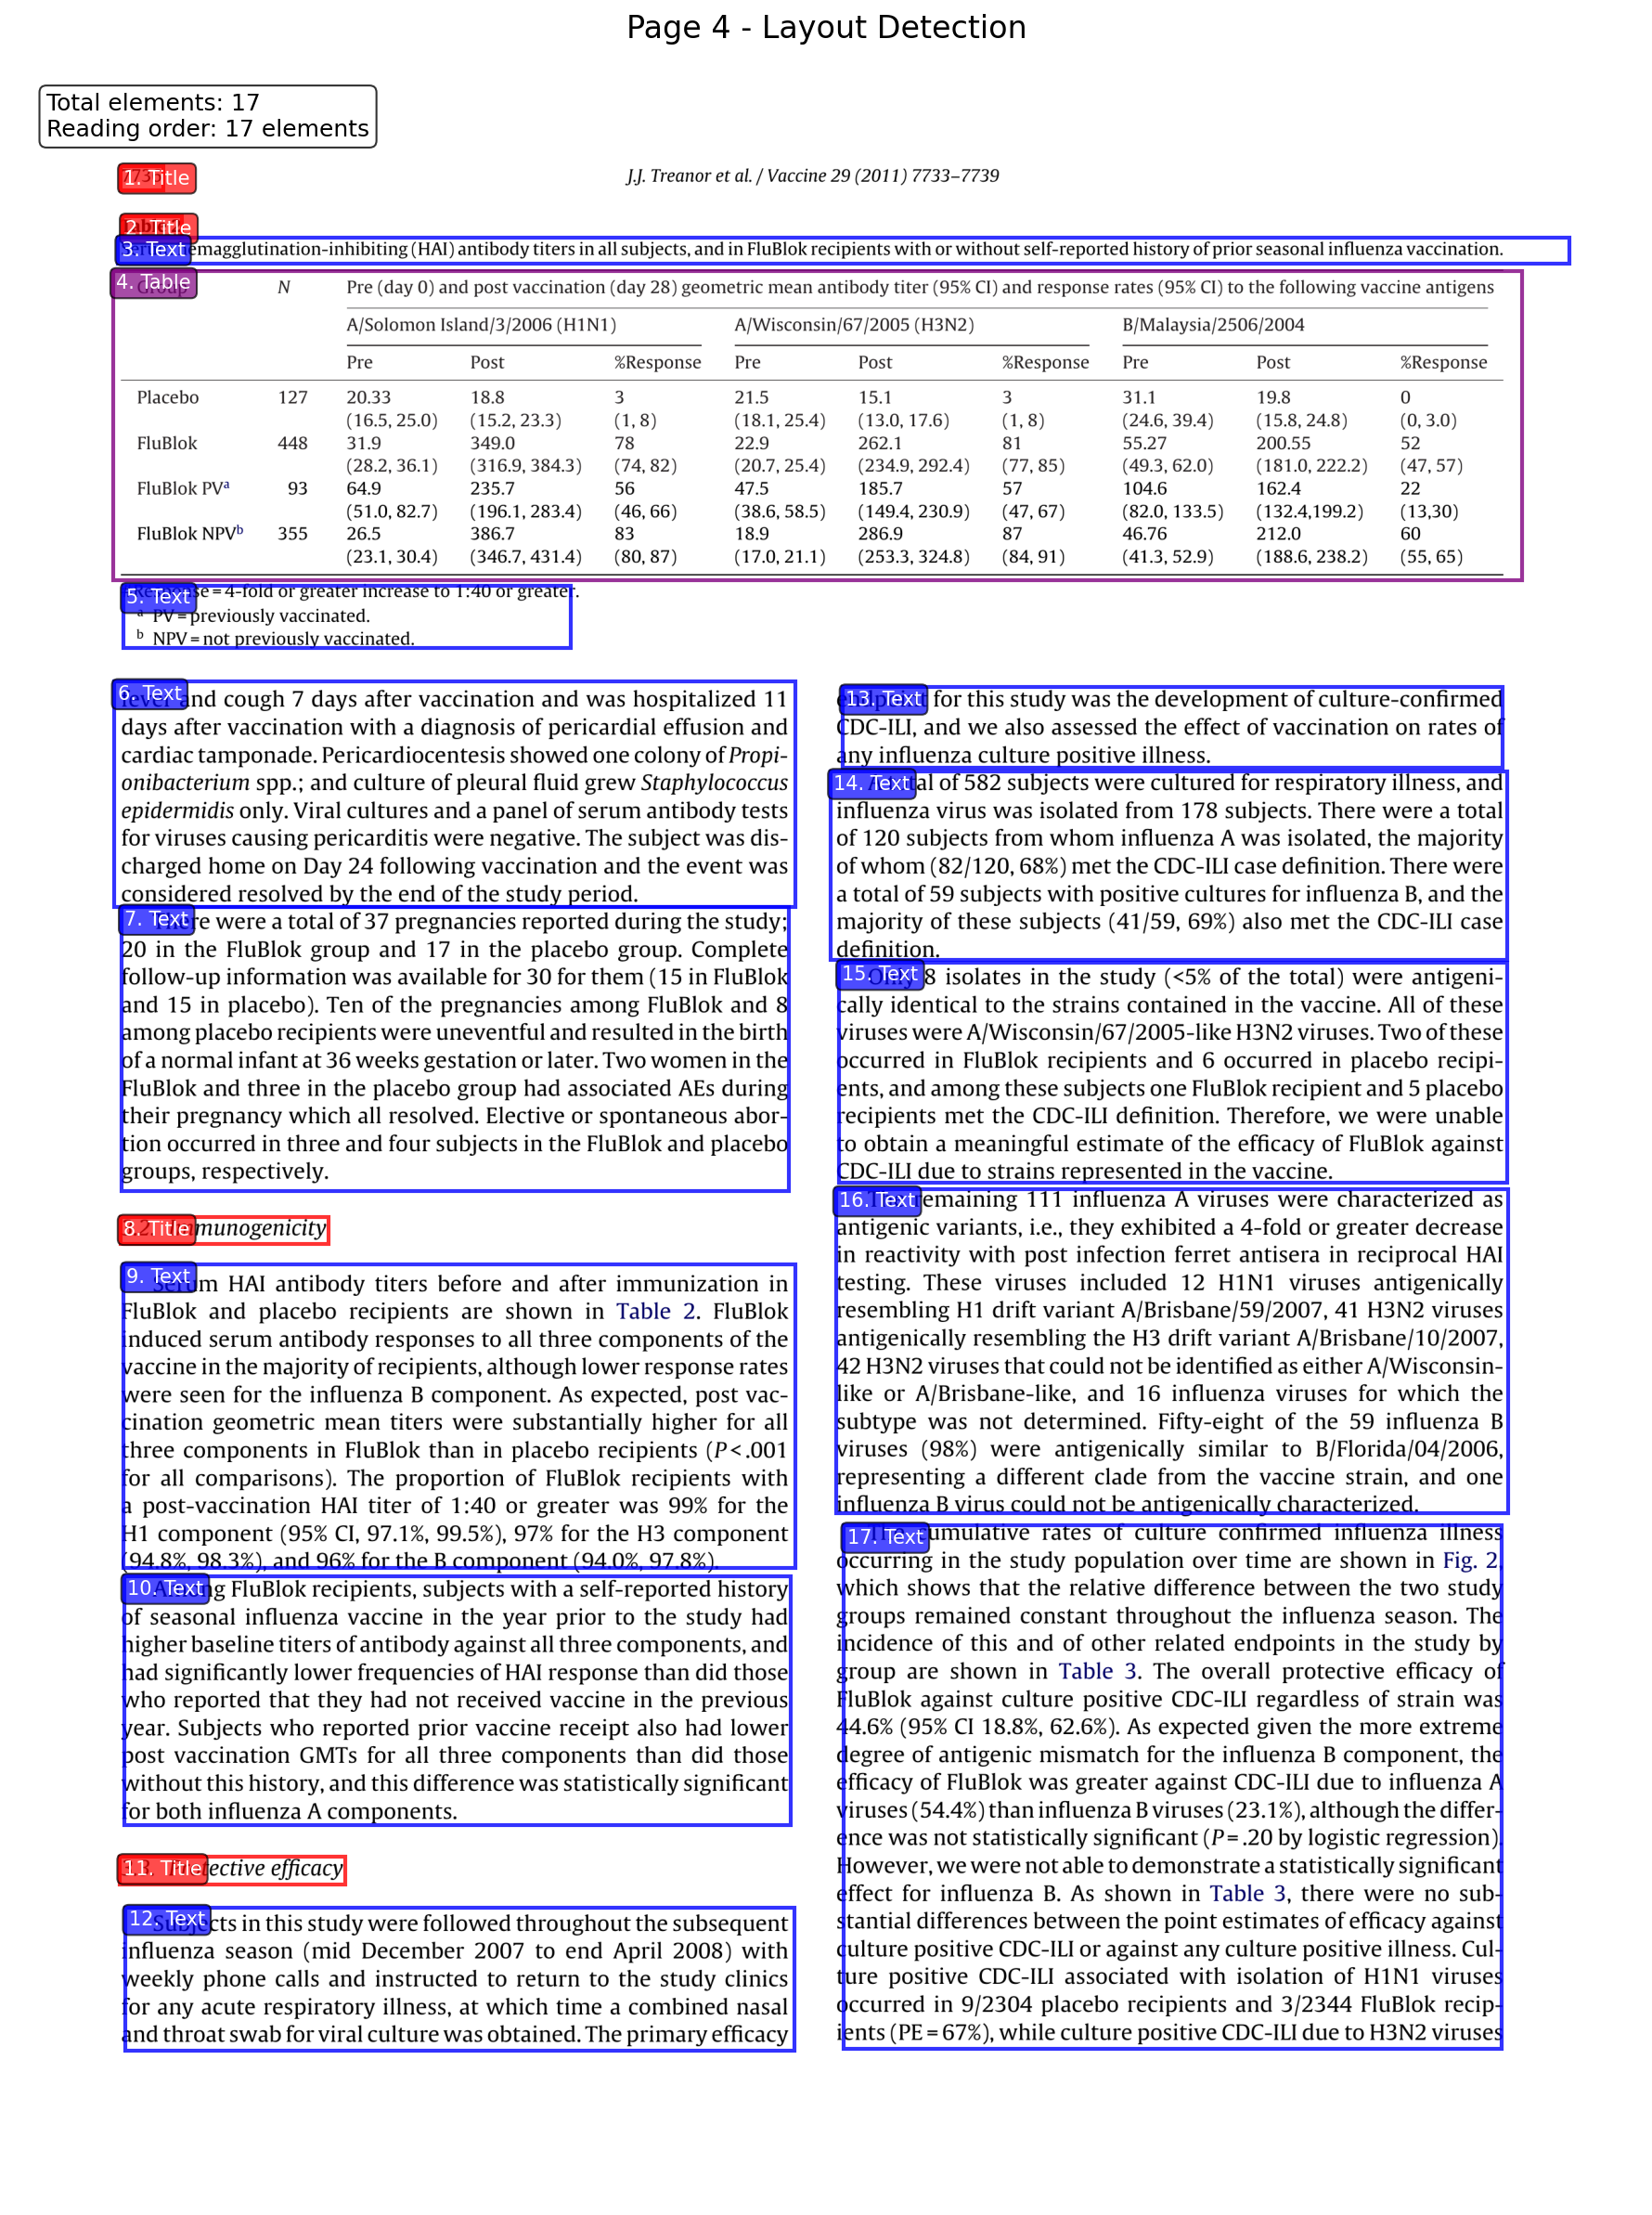 Page 4 - Layout Detection
Total elements: 17
Reading order: 17 elements
1. Title
J.J. Treanor et al. / Vaccine 29 (2011) 7733–7739
2. Title
3. Text emagglutination-inhibiting (HAI) antibody titers in all subjects, and in FluBlok recipients with or without self-reported history of prior seasonal influenza vaccination.
4. Table
Group N Pre (day 0) and post vaccination (day 28) geometric mean antibody titer (95% CI) and response rates (95% CI) to the following vaccine antigens
A/Solomon Island/3/2006 (H1N1) A/Wisconsin/67/2005 (H3N2) B/Malaysia/2506/2004
Pre Post %Response Pre Post %Response Pre Post %Response
Placebo 127 20.33 18.8 3 21.5 15.1 3 31.1 19.8 0
(16.5, 25.0) (15.2, 23.3) (1, 8) (18.1, 25.4) (13.0, 17.6) (1, 8) (24.6, 39.4) (15.8, 24.8) (0, 3.0)
FluBlok 448 31.9 349.0 78 22.9 262.1 81 55.27 200.55 52
(28.2, 36.1) (316.9, 384.3) (74, 82) (20.7, 25.4) (234.9, 292.4) (77, 85) (49.3, 62.0) (181.0, 222.2) (47, 57)
FluBlok PVa 93 64.9 235.7 56 47.5 185.7 57 104.6 162.4 22
(51.0, 82.7) (196.1, 283.4) (46, 66) (38.6, 58.5) (149.4, 230.9) (47, 67) (82.0, 133.5) (132.4,199.2) (13,30)
FluBlok NPVb 355 26.5 386.7 83 18.9 286.9 87 46.76 212.0 60
(23.1, 30.4) (346.7, 431.4) (80, 87) (17.0, 21.1) (253.3, 324.8) (84, 91) (41.3, 52.9) (188.6, 238.2) (55, 65)
5. Text
Response = 4-fold or greater increase to 1:40 or greater.
a PV = previously vaccinated.
b NPV = not previously vaccinated.
6. Text
fever and cough 7 days after vaccination and was hospitalized 11
days after vaccination with a diagnosis of pericardial effusion and
cardiac tamponade. Pericardiocentesis showed one colony of Propi-
onibacterium spp.; and culture of pleural fluid grew Staphylococcus
epidermidis only. Viral cultures and a panel of serum antibody tests
for viruses causing pericarditis were negative. The subject was dis-
charged home on Day 24 following vaccination and the event was
considered resolved by the end of the study period.
7. Text
There were a total of 37 pregnancies reported during the study;
20 in the FluBlok group and 17 in the placebo group. Complete
follow-up information was available for 30 for them (15 in FluBlok
and 15 in placebo). Ten of the pregnancies among FluBlok and 8
among placebo recipients were uneventful and resulted in the birth
of a normal infant at 36 weeks gestation or later. Two women in the
FluBlok and three in the placebo group had associated AEs during
their pregnancy which all resolved. Elective or spontaneous abor-
tion occurred in three and four subjects in the FluBlok and placebo
groups, respectively.
8. Title
Immunogenicity
9. Text
Serum HAI antibody titers before and after immunization in
FluBlok and placebo recipients are shown in Table 2. FluBlok
induced serum antibody responses to all three components of the
vaccine in the majority of recipients, although lower response rates
were seen for the influenza B component. As expected, post vac-
cination geometric mean titers were substantially higher for all
three components in FluBlok than in placebo recipients (P < .001
for all comparisons). The proportion of FluBlok recipients with
a post-vaccination HAI titer of 1:40 or greater was 99% for the
H1 component (95% CI, 97.1%, 99.5%), 97% for the H3 component
(94.8%, 98.3%), and 96% for the B component (94.0%, 97.8%).
10. Text
Among FluBlok recipients, subjects with a self-reported history
of seasonal influenza vaccine in the year prior to the study had
higher baseline titers of antibody against all three components, and
had significantly lower frequencies of HAI response than did those
who reported that they had not received vaccine in the previous
year. Subjects who reported prior vaccine receipt also had lower
post vaccination GMTs for all three components than did those
without this history, and this difference was statistically significant
for both influenza A components.
11. Title
Protective efficacy
12. Text
Subjects in this study were followed throughout the subsequent
influenza season (mid December 2007 to end April 2008) with
weekly phone calls and instructed to return to the study clinics
for any acute respiratory illness, at which time a combined nasal
and throat swab for viral culture was obtained. The primary efficacy
13. Text
endpoint for this study was the development of culture-confirmed
CDC-ILI, and we also assessed the effect of vaccination on rates of
any influenza culture positive illness.
14. Text
A total of 582 subjects were cultured for respiratory illness, and
influenza virus was isolated from 178 subjects. There were a total
of 120 subjects from whom influenza A was isolated, the majority
of whom (82/120, 68%) met the CDC-ILI case definition. There were
a total of 59 subjects with positive cultures for influenza B, and the
majority of these subjects (41/59, 69%) also met the CDC-ILI case
definition.
15. Text
Only 8 isolates in the study (<5% of the total) were antigeni-
cally identical to the strains contained in the vaccine. All of these
viruses were A/Wisconsin/67/2005-like H3N2 viruses. Two of these
occurred in FluBlok recipients and 6 occurred in placebo recipi-
ents, and among these subjects one FluBlok recipient and 5 placebo
recipients met the CDC-ILI definition. Therefore, we were unable
to obtain a meaningful estimate of the efficacy of FluBlok against
CDC-ILI due to strains represented in the vaccine.
16. Text
The remaining 111 influenza A viruses were characterized as
antigenic variants, i.e., they exhibited a 4-fold or greater decrease
in reactivity with post infection ferret antisera in reciprocal HAI
testing. These viruses included 12 H1N1 viruses antigenically
resembling H1 drift variant A/Brisbane/59/2007, 41 H3N2 viruses
antigenically resembling the H3 drift variant A/Brisbane/10/2007,
42 H3N2 viruses that could not be identified as either A/Wisconsin-
like or A/Brisbane-like, and 16 influenza viruses for which the
subtype was not determined. Fifty-eight of the 59 influenza B
viruses (98%) were antigenically similar to B/Florida/04/2006,
representing a different clade from the vaccine strain, and one
influenza B virus could not be antigenically characterized.
17. Text
The cumulative rates of culture confirmed influenza illness
occurring in the study population over time are shown in Fig. 2,
which shows that the relative difference between the two study
groups remained constant throughout the influenza season. The
incidence of this and of other related endpoints in the study by
group are shown in Table 3. The overall protective efficacy of
FluBlok against culture positive CDC-ILI regardless of strain was
44.6% (95% CI 18.8%, 62.6%). As expected given the more extreme
degree of antigenic mismatch for the influenza B component, the
efficacy of FluBlok was greater against CDC-ILI due to influenza A
viruses (54.4%) than influenza B viruses (23.1%), although the differ-
ence was not statistically significant (P = .20 by logistic regression).
However, we were not able to demonstrate a statistically significant
effect for influenza B. As shown in Table 3, there were no sub-
stantial differences between the point estimates of efficacy against
culture positive CDC-ILI or against any culture positive illness. Cul-
ture positive CDC-ILI associated with isolation of H1N1 viruses
occurred in 9/2304 placebo recipients and 3/2344 FluBlok recip-
ients (PE = 67%), while culture positive CDC-ILI due to H3N2 viruses